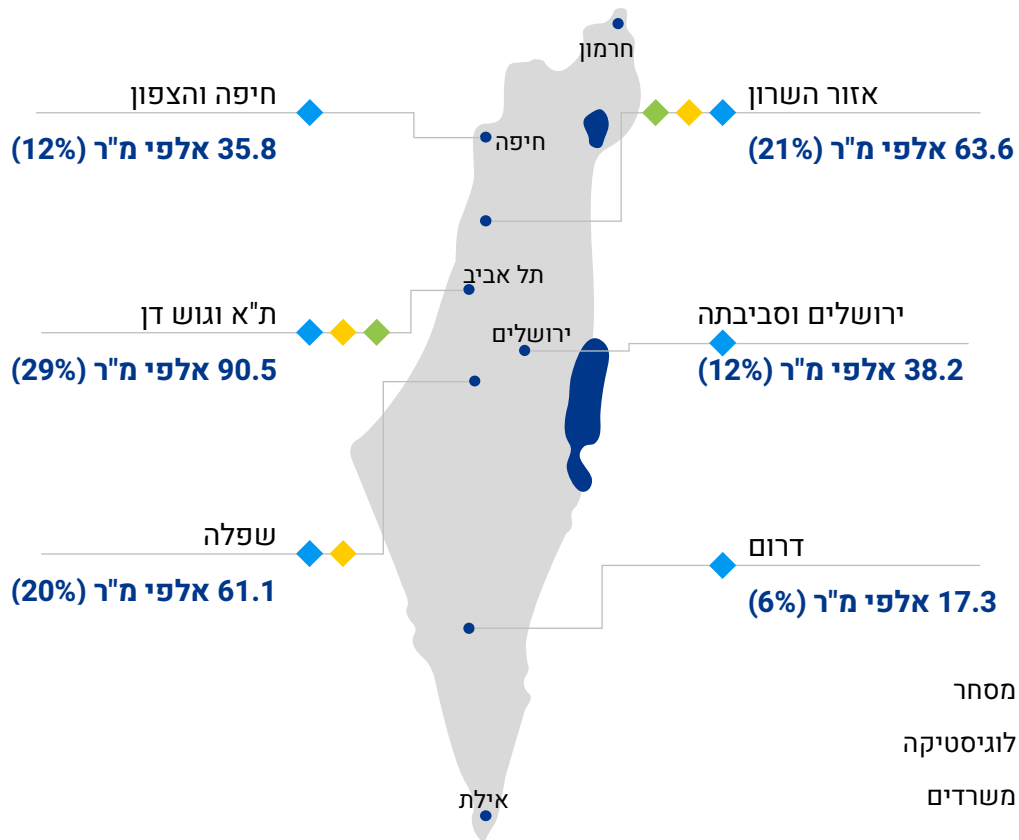 חרמון
חיפה והצפון
35.8 אלפי מ"ר (12%)
אזור השרון
63.6 אלפי מ"ר (21%)
חיפה
תל אביב
ת"א וגוש דן
90.5 אלפי מ"ר (29%)
ירושלים
ירושלים וסביבתה
38.2 אלפי מ"ר (12%)
שפלה
61.1 אלפי מ"ר (20%)
דרום
17.3 אלפי מ"ר (6%)
מסחר
לוגיסטיקה
משרדים
אילת